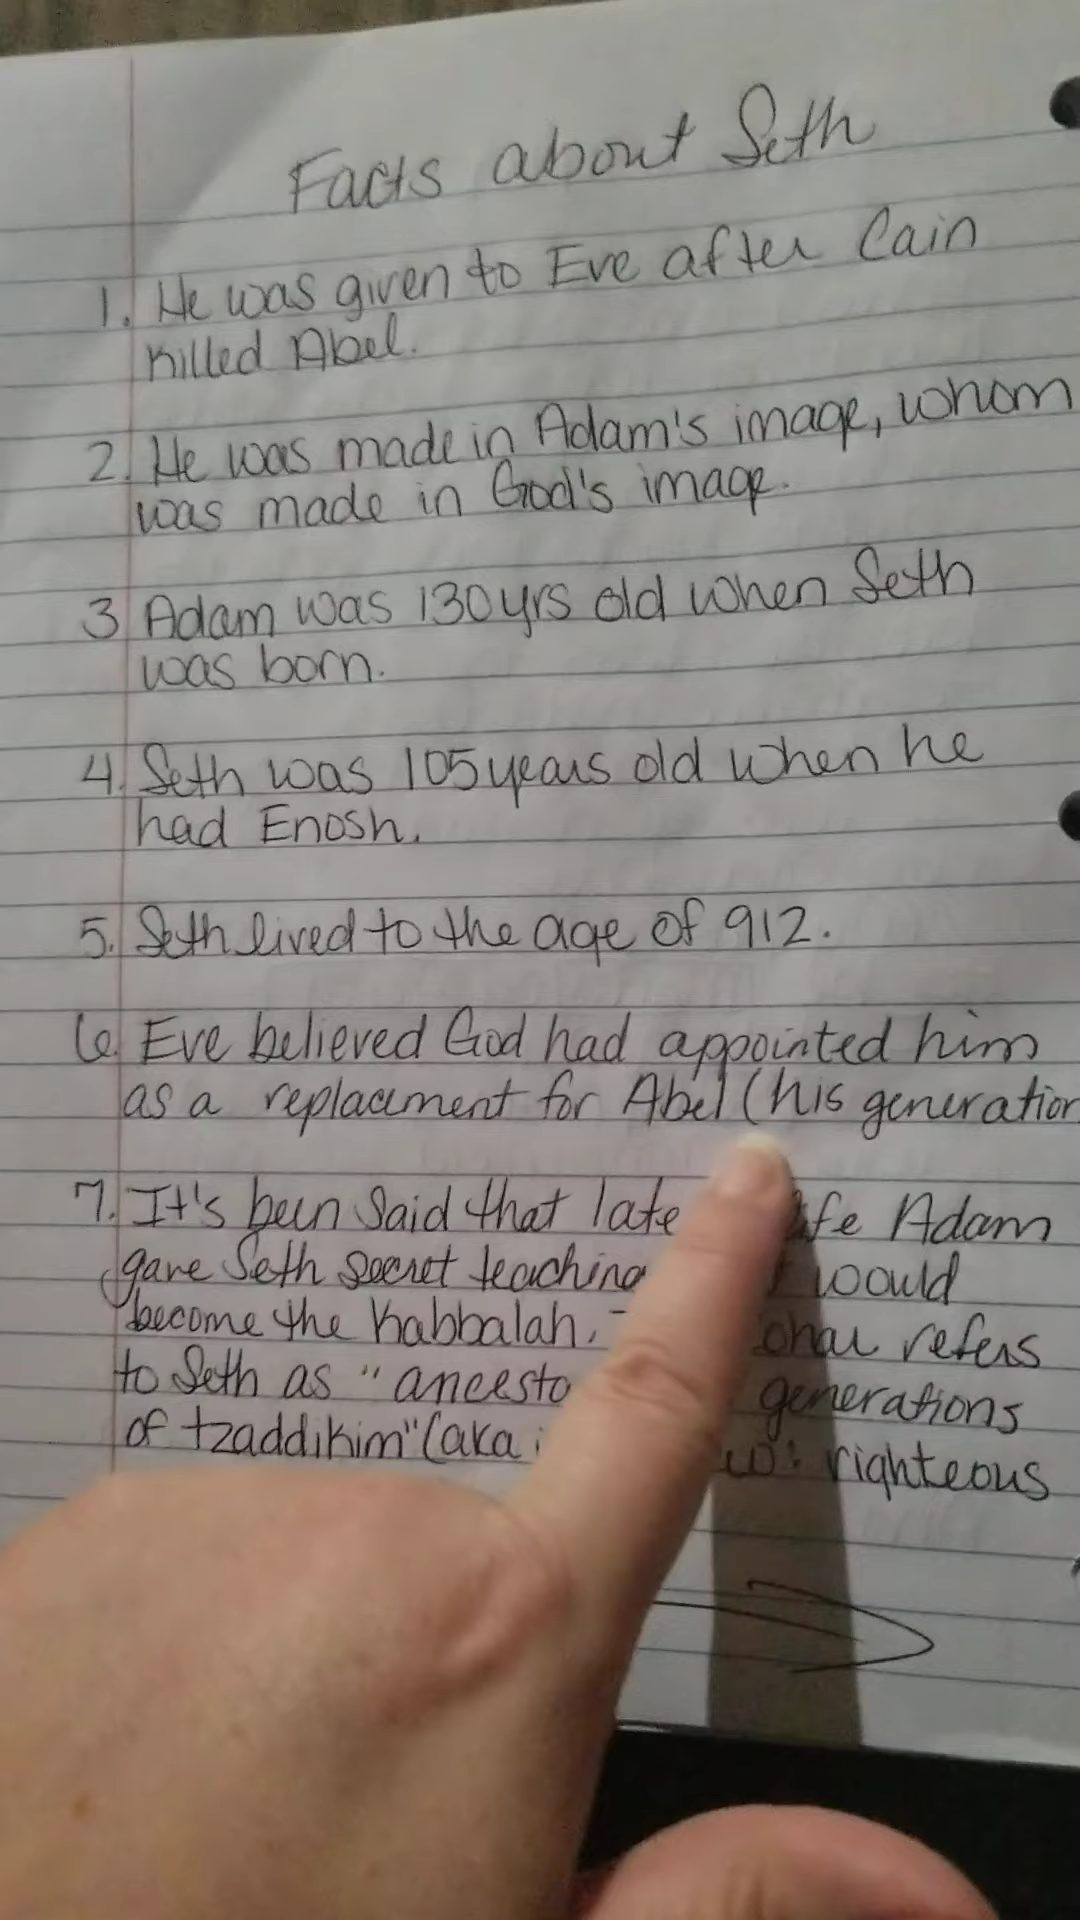 Facts about Seth
1. He was given to Eve after Cain
killed Abel.
2. He was made in Adam's image, whom
was made in God's image.
3 Adam was 130yrs old when Seth
was born.
4. Seth was 105 years old when he
had Enosh.
5. Seth lived to the age of 912.
6. Eve believed God had appointed him
as a replacement for Abel (his generation
7. It's been said that late Adam
gave Seth secret teaching would
become the Kabbalah. refers
to Seth as "ancesto generations
of tzaddikim" (aka righteous